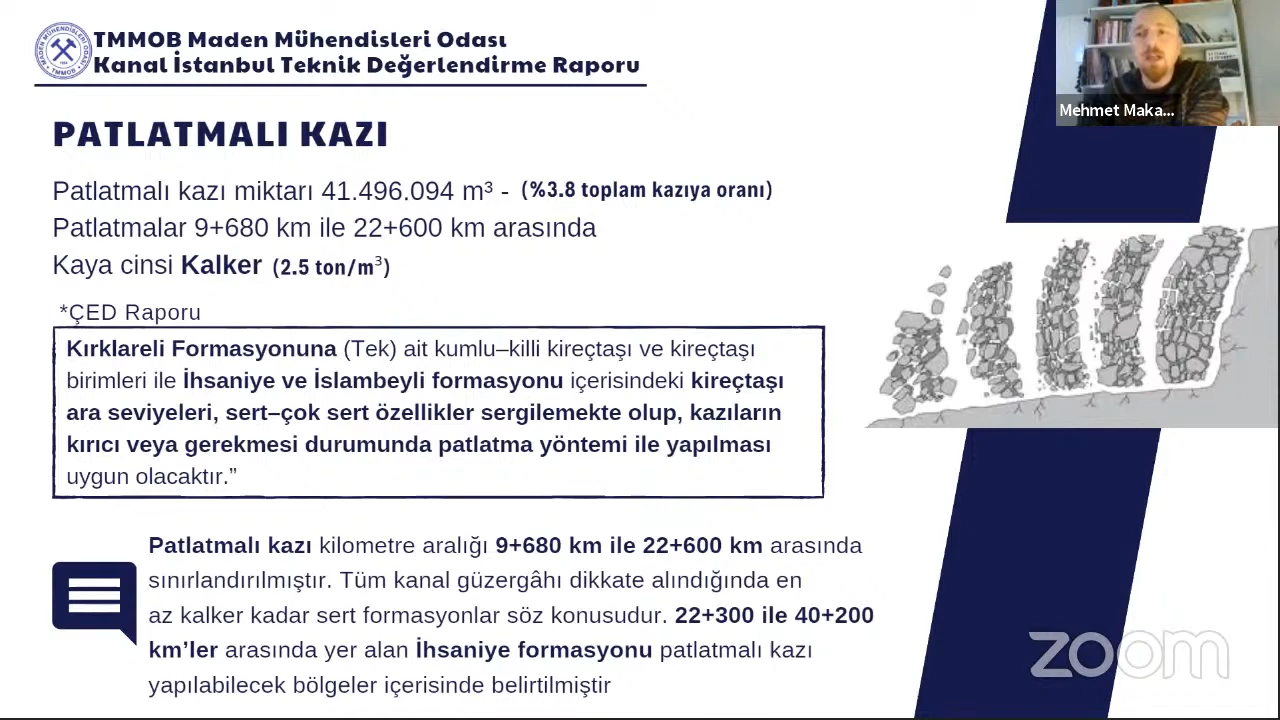 TMMOB Maden Mühendisleri Odası
Kanal İstanbul Teknik Değerlendirme Raporu
PATLATMALI KAZI
Patlatmalı kazı miktarı 41.496.094 m³ - (%3.8 toplam kazıya oranı)
Patlatmalar 9+680 km ile 22+600 km arasında
Kaya cinsi Kalker (2.5 ton/m³)
*ÇED Raporu
Kırklareli Formasyonuna (Tek) ait kumlu–killi kireçtaşı ve kireçtaşı
birimleri ile İhsaniye ve İslambeyli formasyonu içerisindeki kireçtaşı
ara seviyeleri, sert–çok sert özellikler sergilemekte olup, kazıların
kırıcı veya gerekmesi durumunda patlatma yöntemi ile yapılması
uygun olacaktır.”
Patlatmalı kazı kilometre aralığı 9+680 km ile 22+600 km arasında
sınırlandırılmıştır. Tüm kanal güzergâhı dikkate alındığında en
az kalker kadar sert formasyonlar söz konusudur. 22+300 ile 40+200
km’ler arasında yer alan İhsaniye formasyonu patlatmalı kazı
yapılabilecek bölgeler içerisinde belirtilmiştir
Mehmet Maka...
zoom
MADEN MÜHENDİSLERİ ODASI
TMMOB